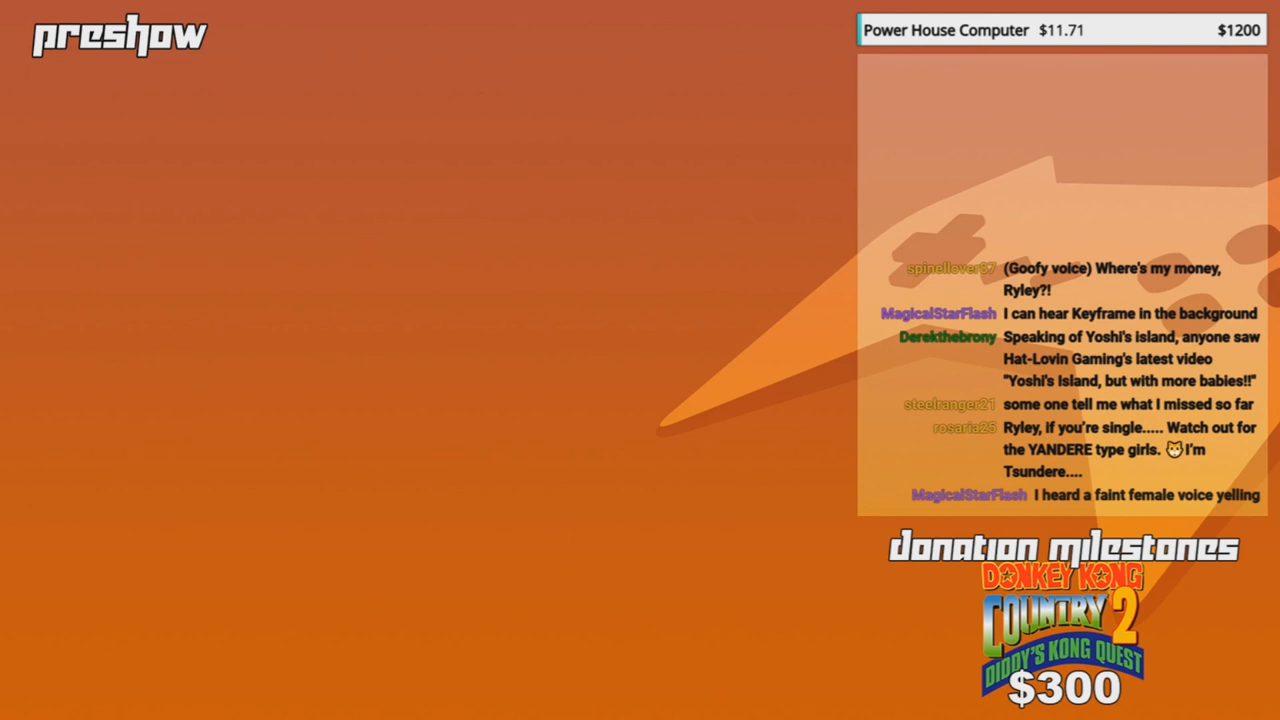 preshow
Power House Computer $11.71 $1200
spinellover87 (Goofy voice) Where's my money,
Ryley?!
MagicalStarFlash I can hear Keyframe in the background
Derekthebrony Speaking of Yoshi's island, anyone saw
Hat-Lovin Gaming's latest video
"Yoshi's Island, but with more babies!!"
steelranger21 some one tell me what I missed so far
rosaria25 Ryley, if you're single..... Watch out for
the YANDERE type girls. 🐱I'm
Tsundere....
MagicalStarFlash I heard a faint female voice yelling
donation milestones
DONKEY KONG
COUNTRY 2
DIDDY'S KONG QUEST
$300